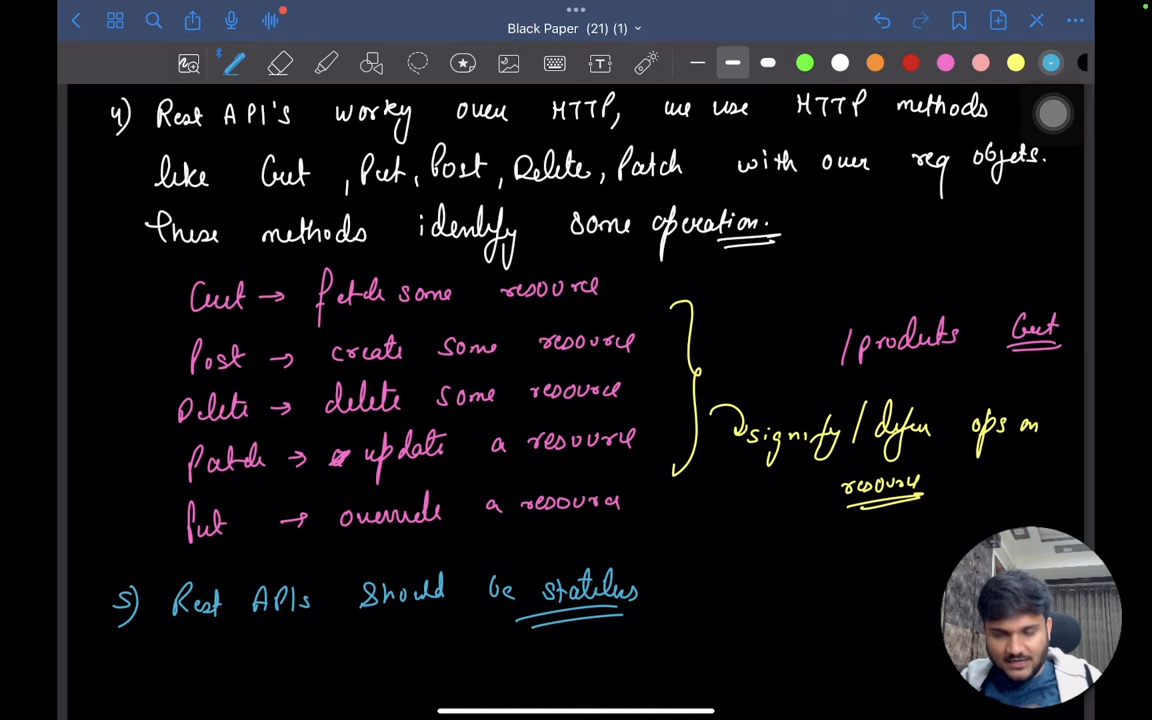 Black Paper (21) (1)
4) Rest API's works over HTTP, we use HTTP methods
like Get, Put, Post, Delete, Patch with our req objets.
These methods identify some operation.
Get → fetch some resource
Post → create some resource
Delete → delete some resource
Patch → update a resource
Put → override a resource
/produts Get
signify / define ops on
resource
5) Rest APIs should be stateless